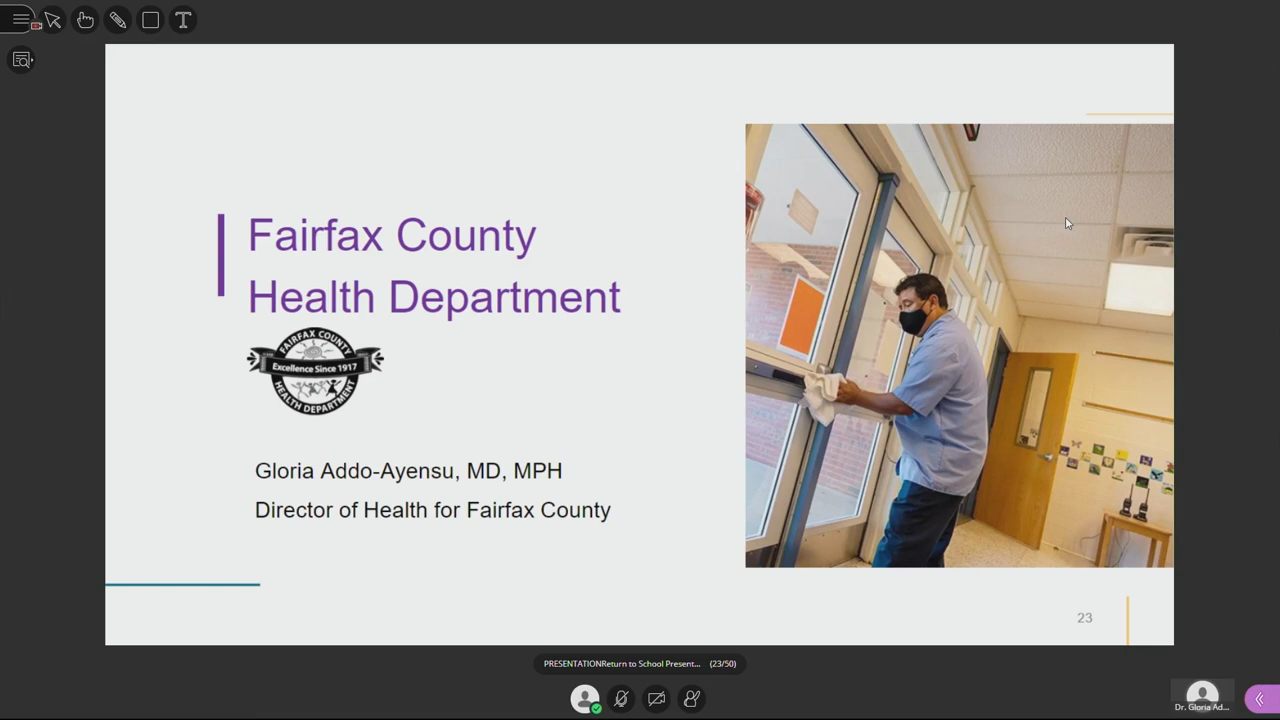 Fairfax County
Health Department
FAIRFAX COUNTY
Excellence Since 1917
HEALTH DEPARTMENT
Gloria Addo-Ayensu, MD, MPH
Director of Health for Fairfax County
23
PRESENTATIONReturn to School Present... (23/50)
Dr. Gloria Ad...